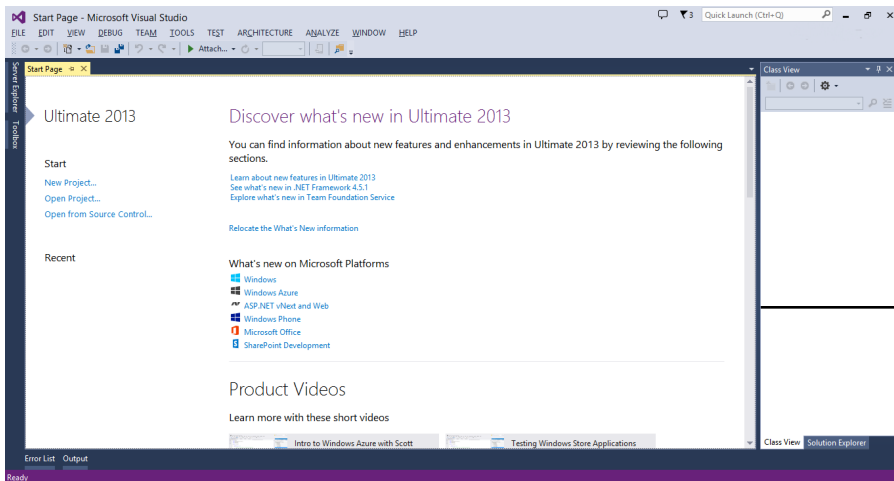 Start Page - Microsoft Visual Studio
3
Quick Launch (Ctrl+Q)
FILE EDIT VIEW DEBUG TEAM TOOLS TEST ARCHITECTURE ANALYZE WINDOW HELP
Attach...
Server Explorer
Toolbox
Start Page
Class View
Ultimate 2013
Start
New Project...
Open Project...
Open from Source Control...
Recent
Discover what's new in Ultimate 2013
You can find information about new features and enhancements in Ultimate 2013 by reviewing the following
sections.
Learn about new features in Ultimate 2013
See what's new in .NET Framework 4.5.1
Explore what's new in Team Foundation Service
Relocate the What's New information
What's new on Microsoft Platforms
Windows
Windows Azure
ASP.NET vNext and Web
Windows Phone
Microsoft Office
SharePoint Development
Product Videos
Learn more with these short videos
Intro to Windows Azure with Scott
Testing Windows Store Applications
Class View Solution Explorer
Error List Output
Ready